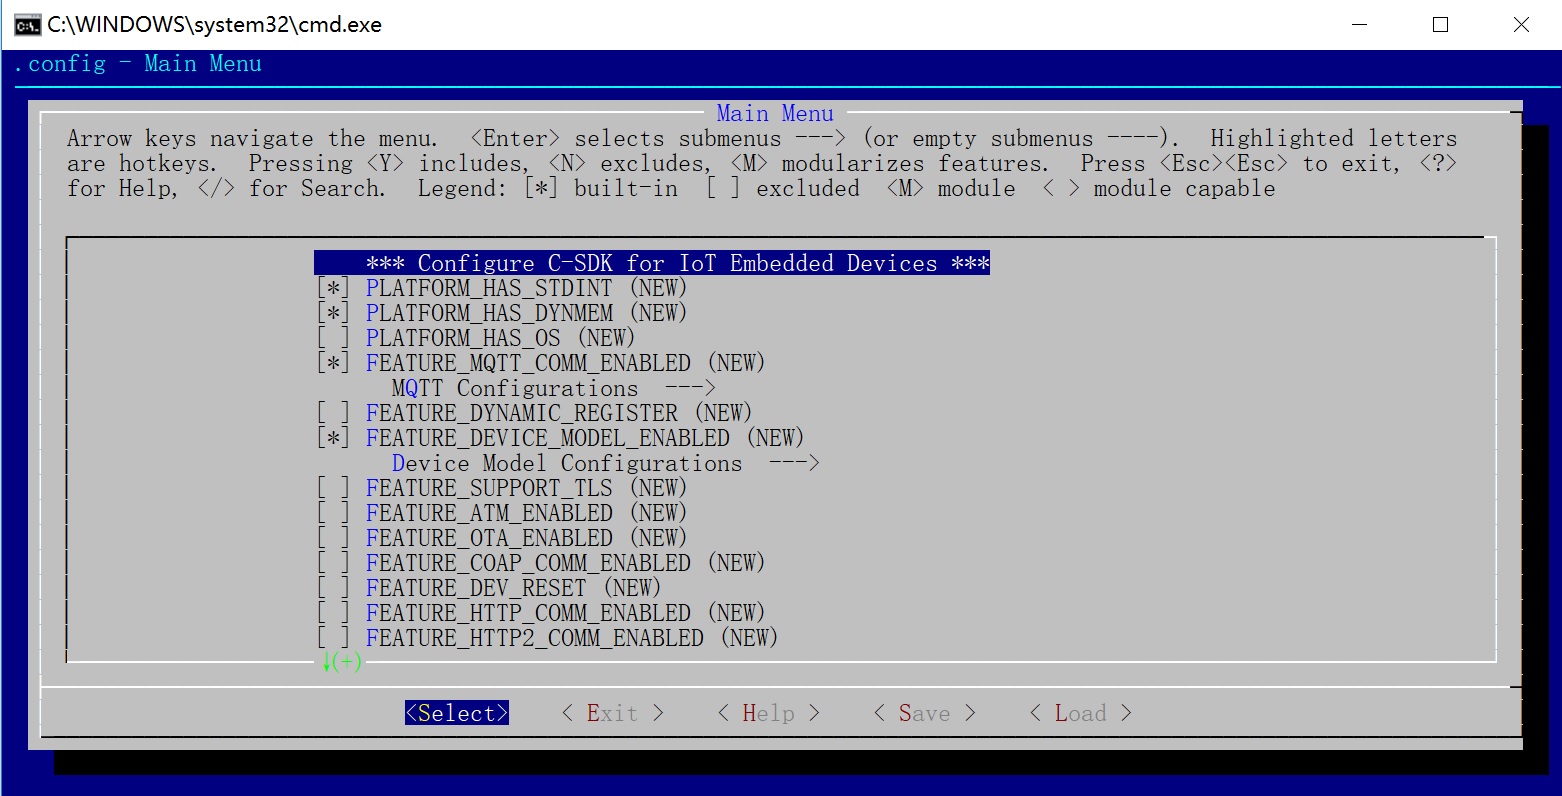 C:\WINDOWS\system32\cmd.exe
.config - Main Menu
Main Menu
Arrow keys navigate the menu.  <Enter> selects submenus ---> (or empty submenus ----).  Highlighted letters
are hotkeys.  Pressing <Y> includes, <N> excludes, <M> modularizes features.  Press <Esc><Esc> to exit, <?>
for Help, </> for Search.  Legend: [*] built-in  [ ] excluded  <M> module  < > module capable
*** Configure C-SDK for IoT Embedded Devices ***
[*] PLATFORM_HAS_STDINT (NEW)
[*] PLATFORM_HAS_DYNMEM (NEW)
[ ] PLATFORM_HAS_OS (NEW)
[*] FEATURE_MQTT_COMM_ENABLED (NEW)
MQTT Configurations  --->
[ ] FEATURE_DYNAMIC_REGISTER (NEW)
[*] FEATURE_DEVICE_MODEL_ENABLED (NEW)
Device Model Configurations  --->
[ ] FEATURE_SUPPORT_TLS (NEW)
[ ] FEATURE_ATM_ENABLED (NEW)
[ ] FEATURE_OTA_ENABLED (NEW)
[ ] FEATURE_COAP_COMM_ENABLED (NEW)
[ ] FEATURE_DEV_RESET (NEW)
[ ] FEATURE_HTTP_COMM_ENABLED (NEW)
[ ] FEATURE_HTTP2_COMM_ENABLED (NEW)
↓(+)
<Select>    < Exit >    < Help >    < Save >    < Load >